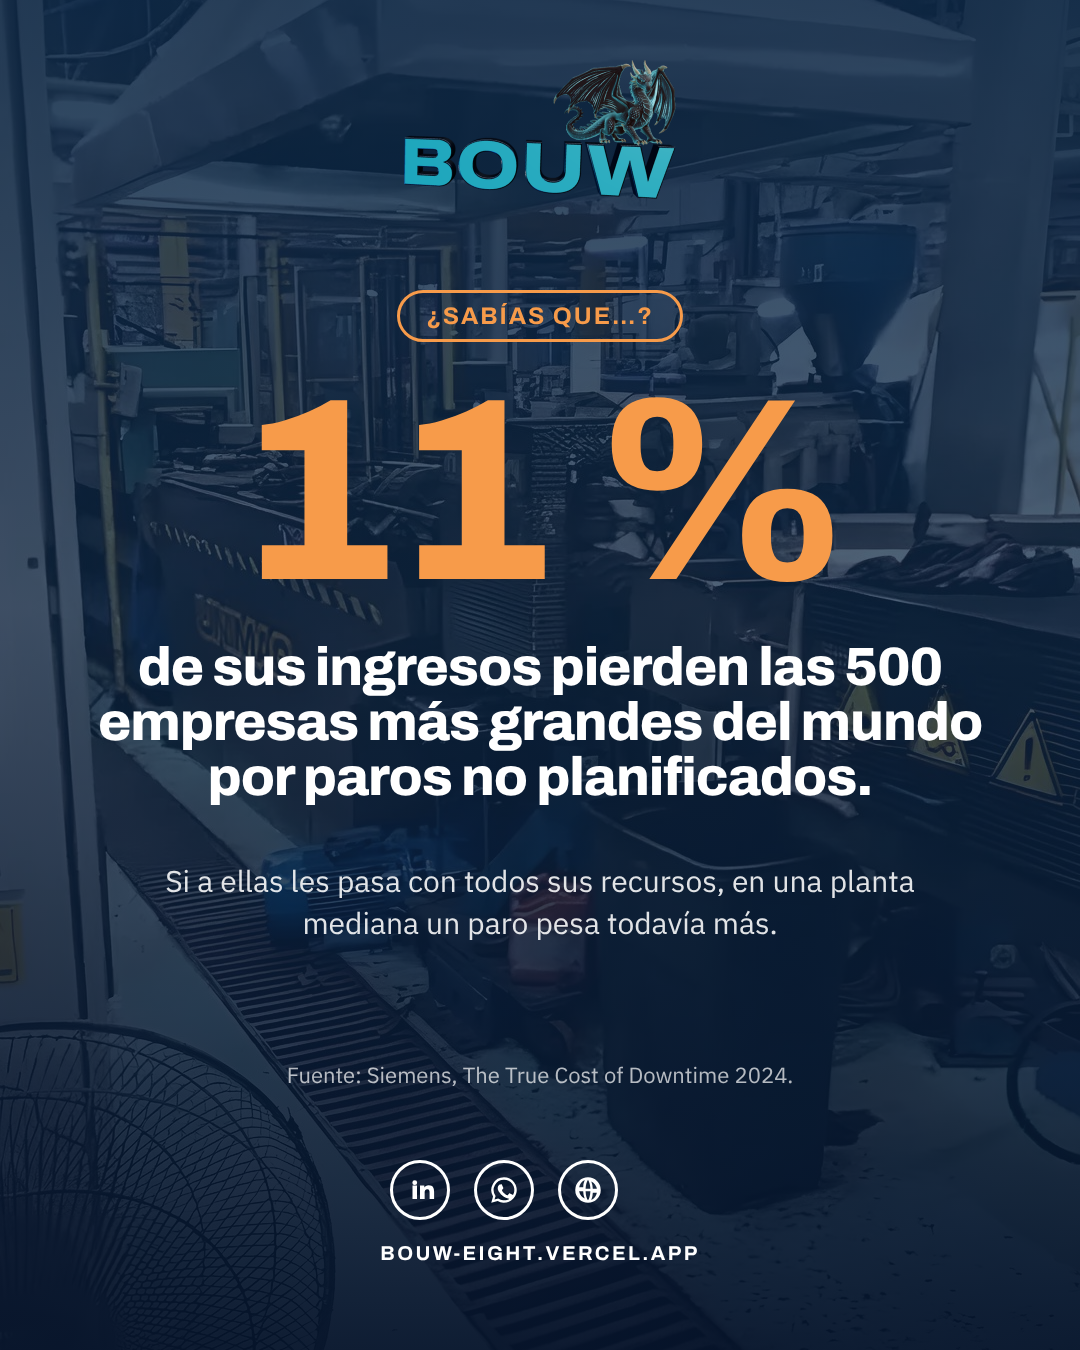 BOUW
¿SABÍAS QUE...?
11 %
de sus ingresos pierden las 500
empresas más grandes del mundo
por paros no planificados.
Si a ellas les pasa con todos sus recursos, en una planta
mediana un paro pesa todavía más.
Fuente: Siemens, The True Cost of Downtime 2024.
in
BOUW-EIGHT.VERCEL.APP